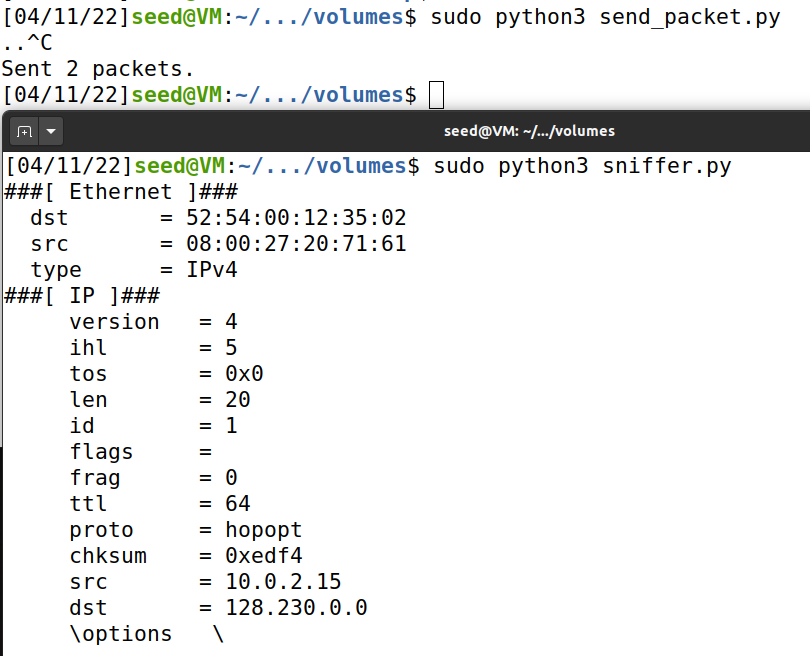 [04/11/22]seed@VM:~/.../volumes$ sudo python3 send_packet.py
..^C
Sent 2 packets.
[04/11/22]seed@VM:~/.../volumes$
seed@VM: ~/.../volumes
[04/11/22]seed@VM:~/.../volumes$ sudo python3 sniffer.py
###[ Ethernet ]###
  dst       = 52:54:00:12:35:02
  src       = 08:00:27:20:71:61
  type      = IPv4
###[ IP ]###
     version   = 4
     ihl       = 5
     tos       = 0x0
     len       = 20
     id        = 1
     flags     =
     frag      = 0
     ttl       = 64
     proto     = hopopt
     chksum    = 0xedf4
     src       = 10.0.2.15
     dst       = 128.230.0.0
     \options   \